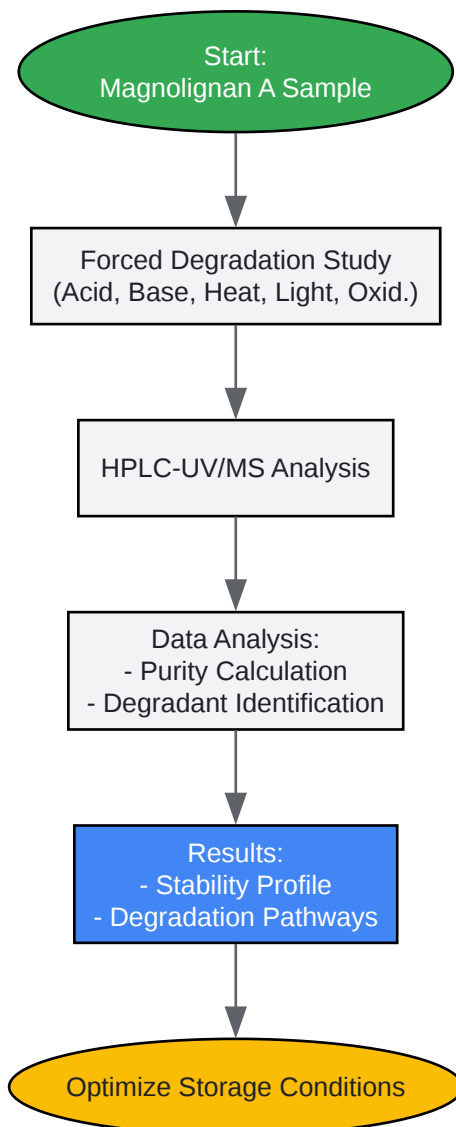 Start:
Magnolignan A Sample
Forced Degradation Study
(Acid, Base, Heat, Light, Oxid.)
HPLC-UV/MS Analysis
Data Analysis:
- Purity Calculation
- Degradant Identification
Results:
- Stability Profile
- Degradation Pathways
Optimize Storage Conditions